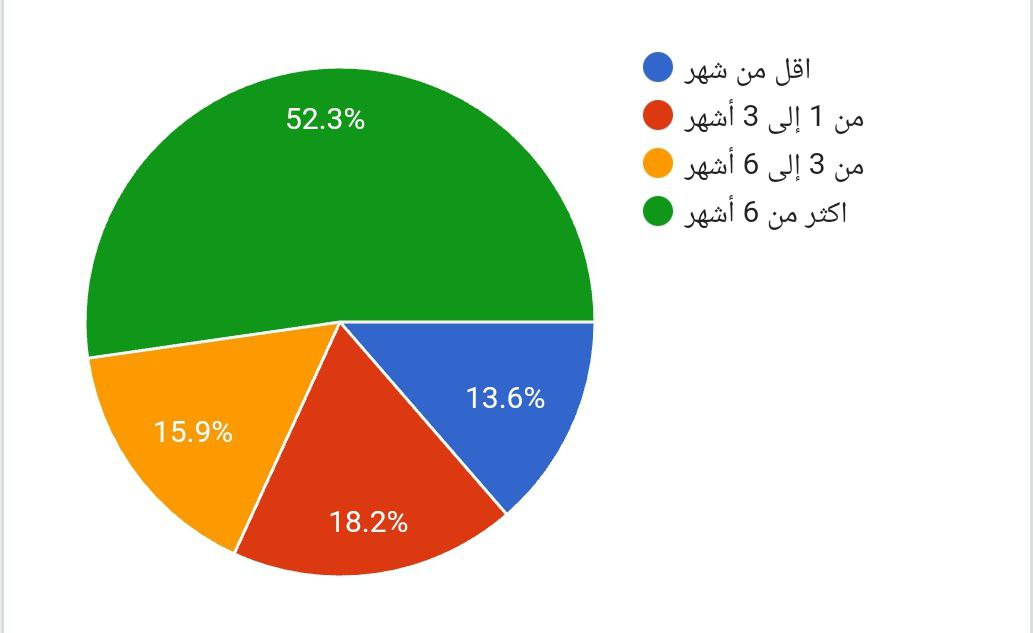 52.3%
13.6%
15.9%
18.2%
اقل من شهر
من 1 إلى 3 أشهر
من 3 إلى 6 أشهر
اكثر من 6 أشهر